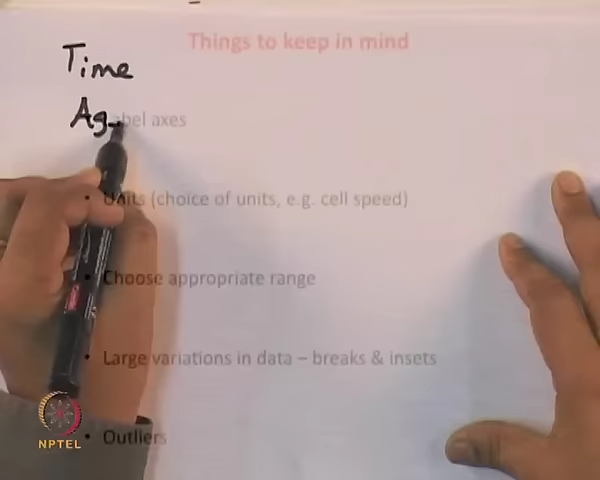 Things to keep in mind
Time
Ag
abel axes
• Units (choice of units, e.g. cell speed)
• Choose appropriate range
• Large variations in data – breaks & insets
• Outliers
NPTEL